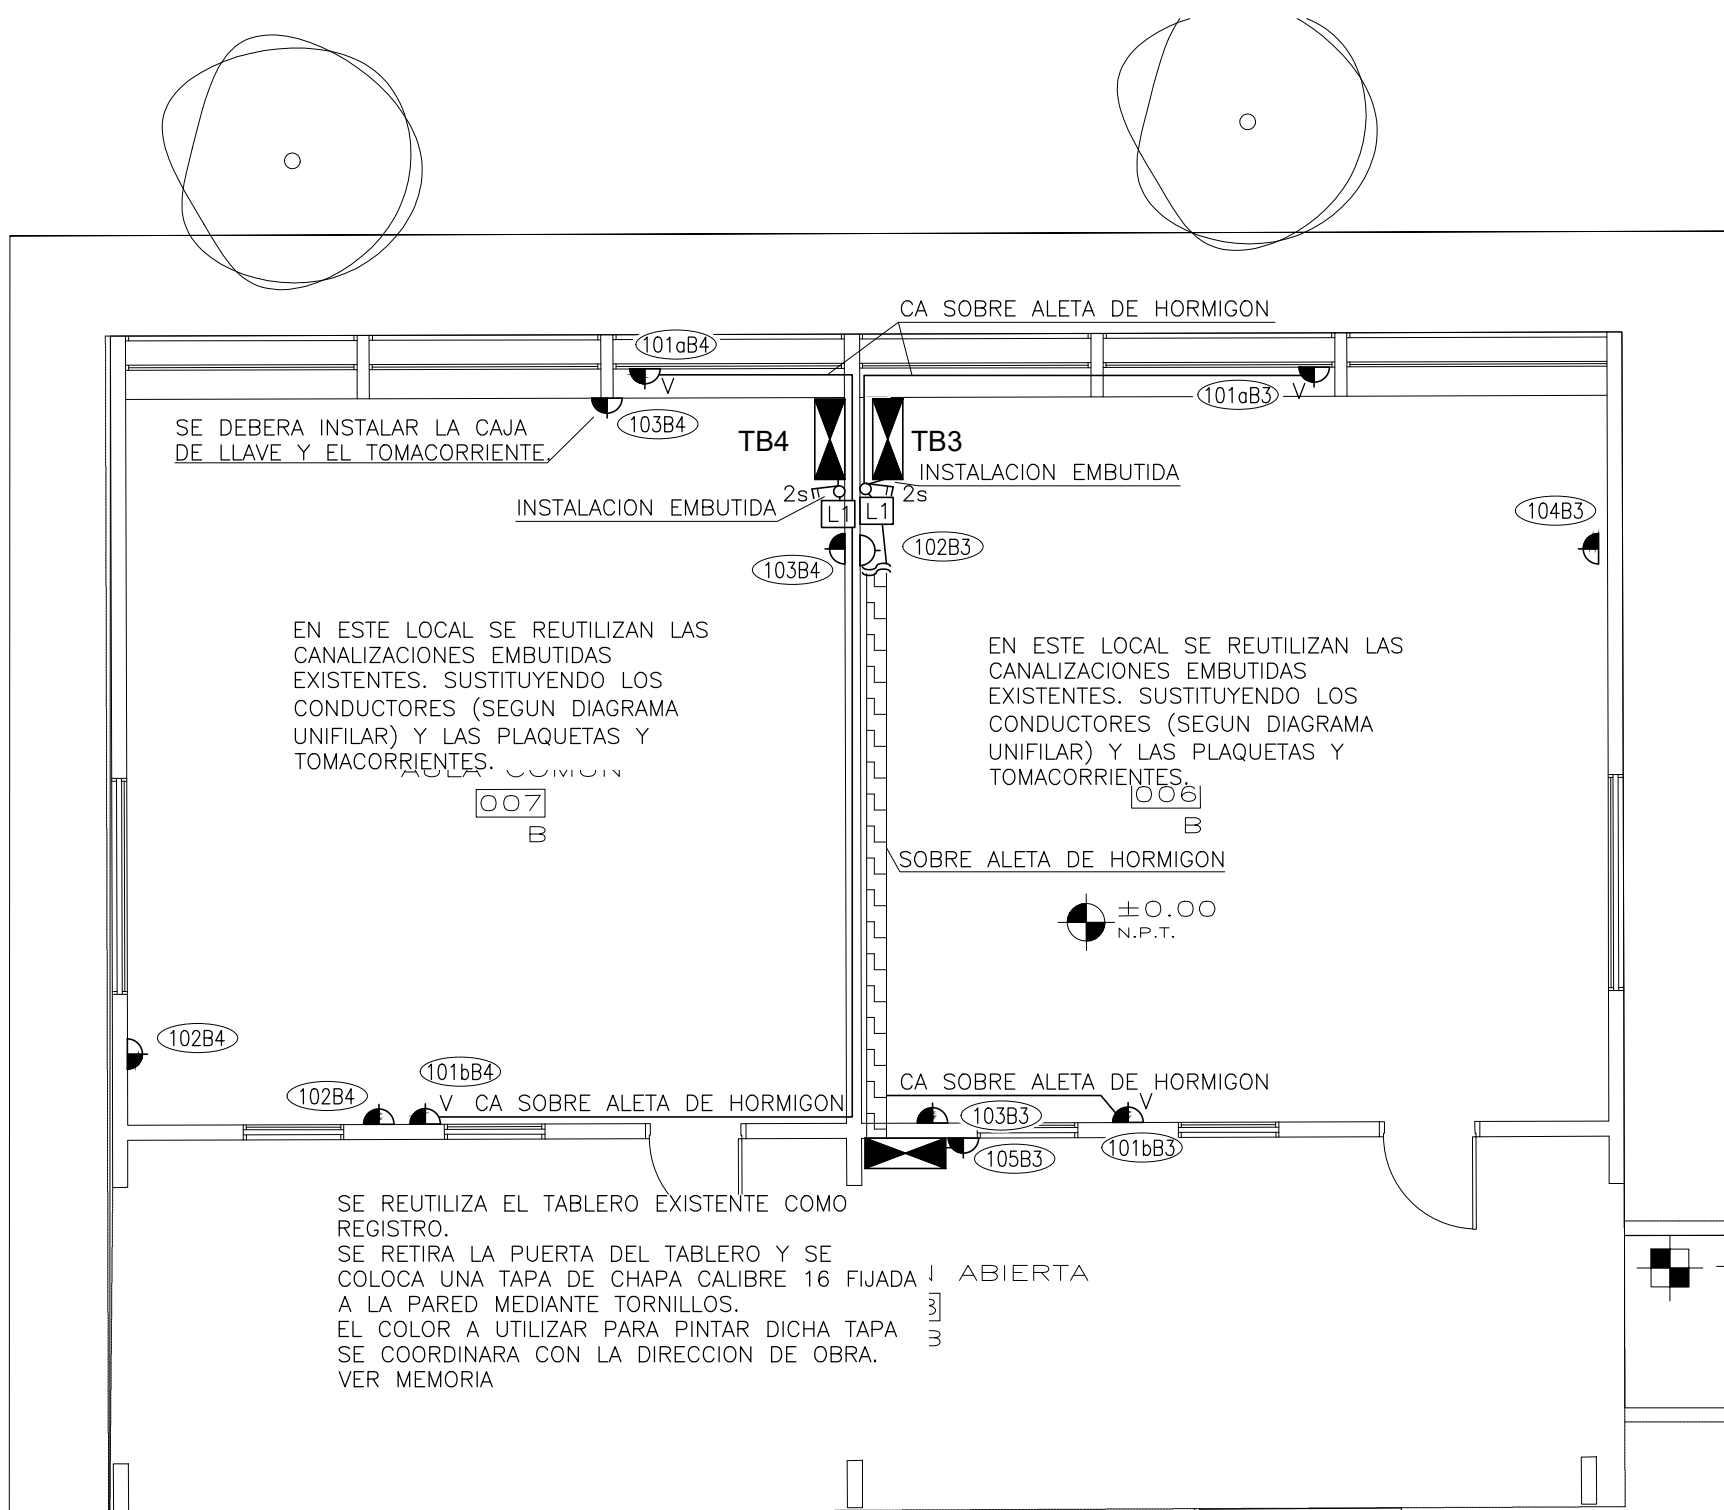 CA SOBRE ALETA DE HORMIGON
101aB4
V
101aB3
V
103B4
SE DEBERA INSTALAR LA CAJA
DE LLAVE Y EL TOMACORRIENTE.
TB4
TB3
INSTALACION EMBUTIDA
2s
2s
INSTALACION EMBUTIDA
L1
L1
104B3
102B3
103B4
EN ESTE LOCAL SE REUTILIZAN LAS
CANALIZACIONES EMBUTIDAS
EXISTENTES. SUSTITUYENDO LOS
CONDUCTORES (SEGUN DIAGRAMA
UNIFILAR) Y LAS PLAQUETAS Y
TOMACORRIENTES.
AULA COMUN
007
B
EN ESTE LOCAL SE REUTILIZAN LAS
CANALIZACIONES EMBUTIDAS
EXISTENTES. SUSTITUYENDO LOS
CONDUCTORES (SEGUN DIAGRAMA
UNIFILAR) Y LAS PLAQUETAS Y
TOMACORRIENTES.
006
B
SOBRE ALETA DE HORMIGON
±0.00
N.P.T.
102B4
101bB4
102B4
V CA SOBRE ALETA DE HORMIGON
CA SOBRE ALETA DE HORMIGON
V
103B3
101bB3
105B3
SE REUTILIZA EL TABLERO EXISTENTE COMO
REGISTRO.
SE RETIRA LA PUERTA DEL TABLERO Y SE
COLOCA UNA TAPA DE CHAPA CALIBRE 16 FIJADA
A LA PARED MEDIANTE TORNILLOS.
EL COLOR A UTILIZAR PARA PINTAR DICHA TAPA
SE COORDINARA CON LA DIRECCION DE OBRA.
VER MEMORIA
ABIERTA
B